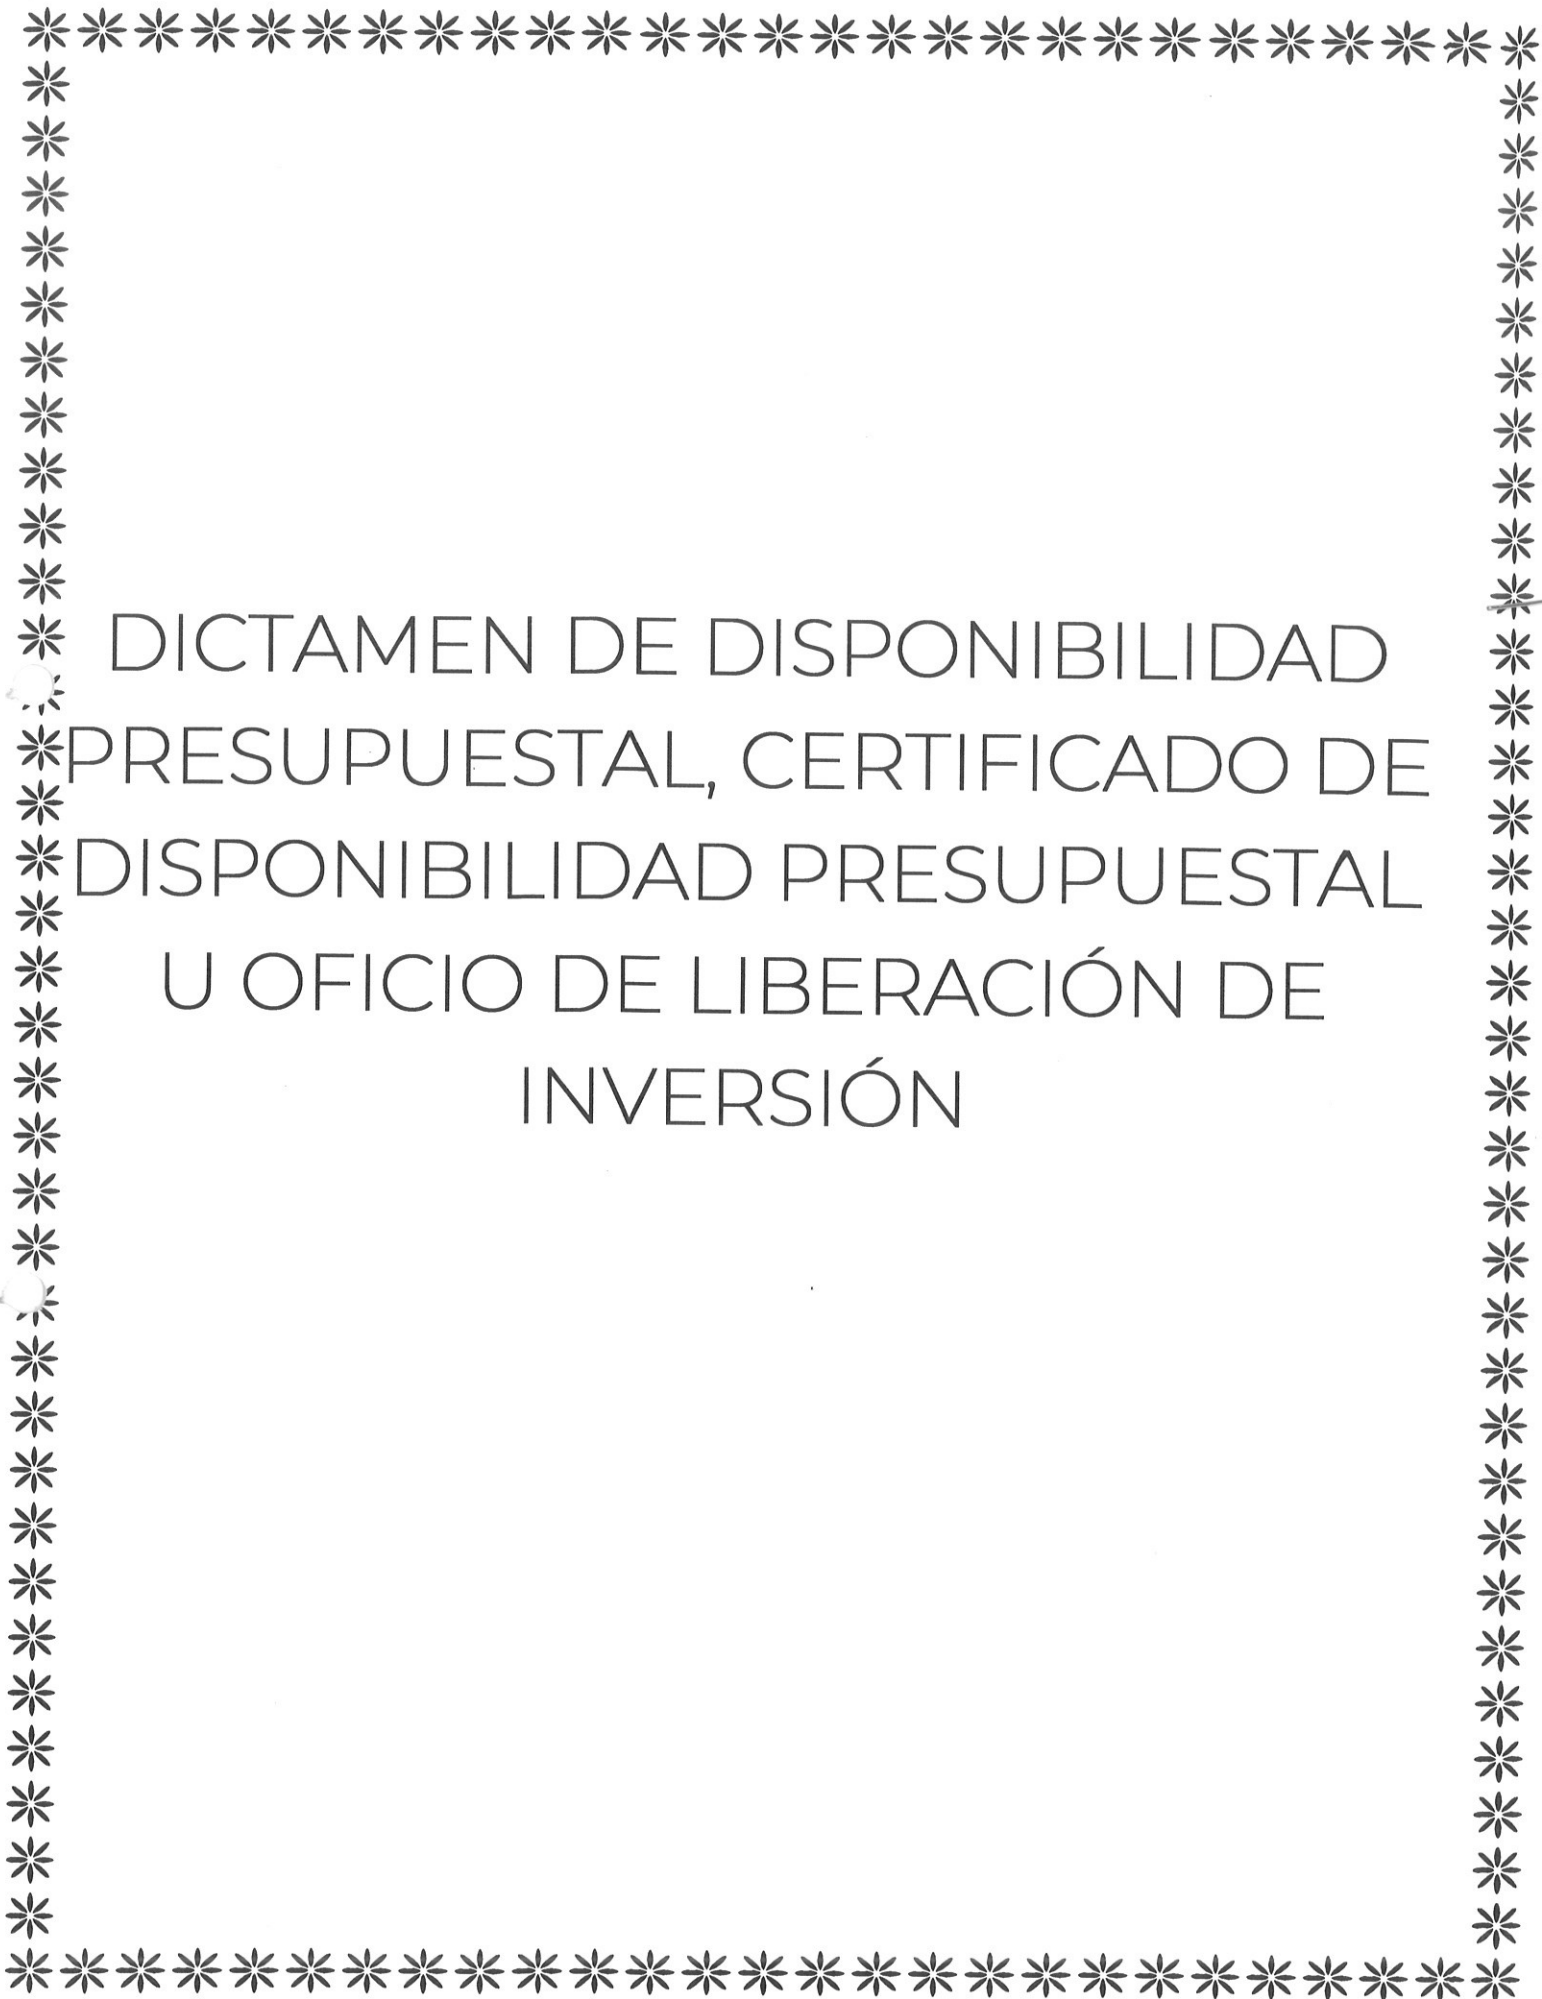 DICTAMEN DE DISPONIBILIDAD
PRESUPUESTAL, CERTIFICADO DE
DISPONIBILIDAD PRESUPUESTAL
U OFICIO DE LIBERACIÓN DE
INVERSIÓN